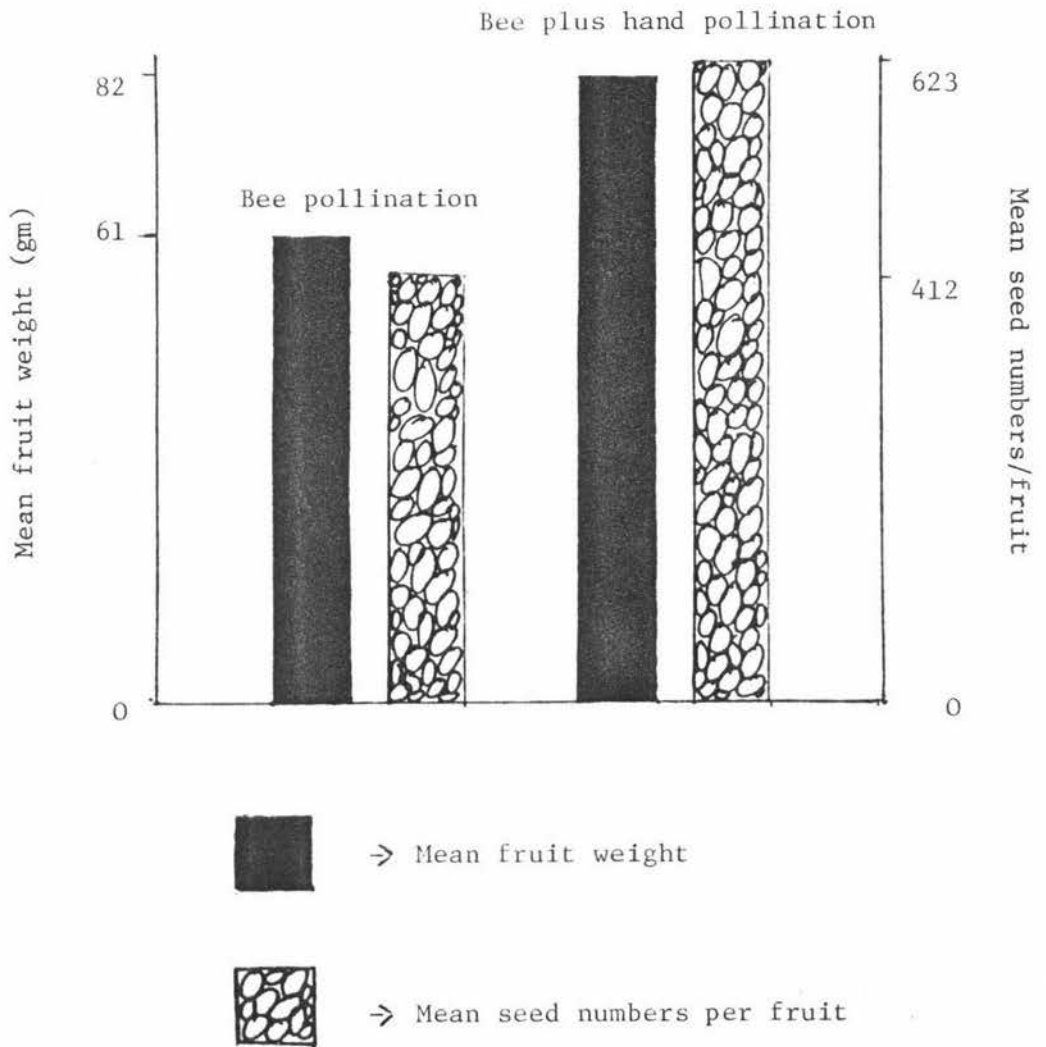 Bee plus hand pollination
82
623
Bee pollination
61
412
Mean fruit weight (gm)
Mean seed numbers/fruit
0
0
→ Mean fruit weight
→ Mean seed numbers per fruit